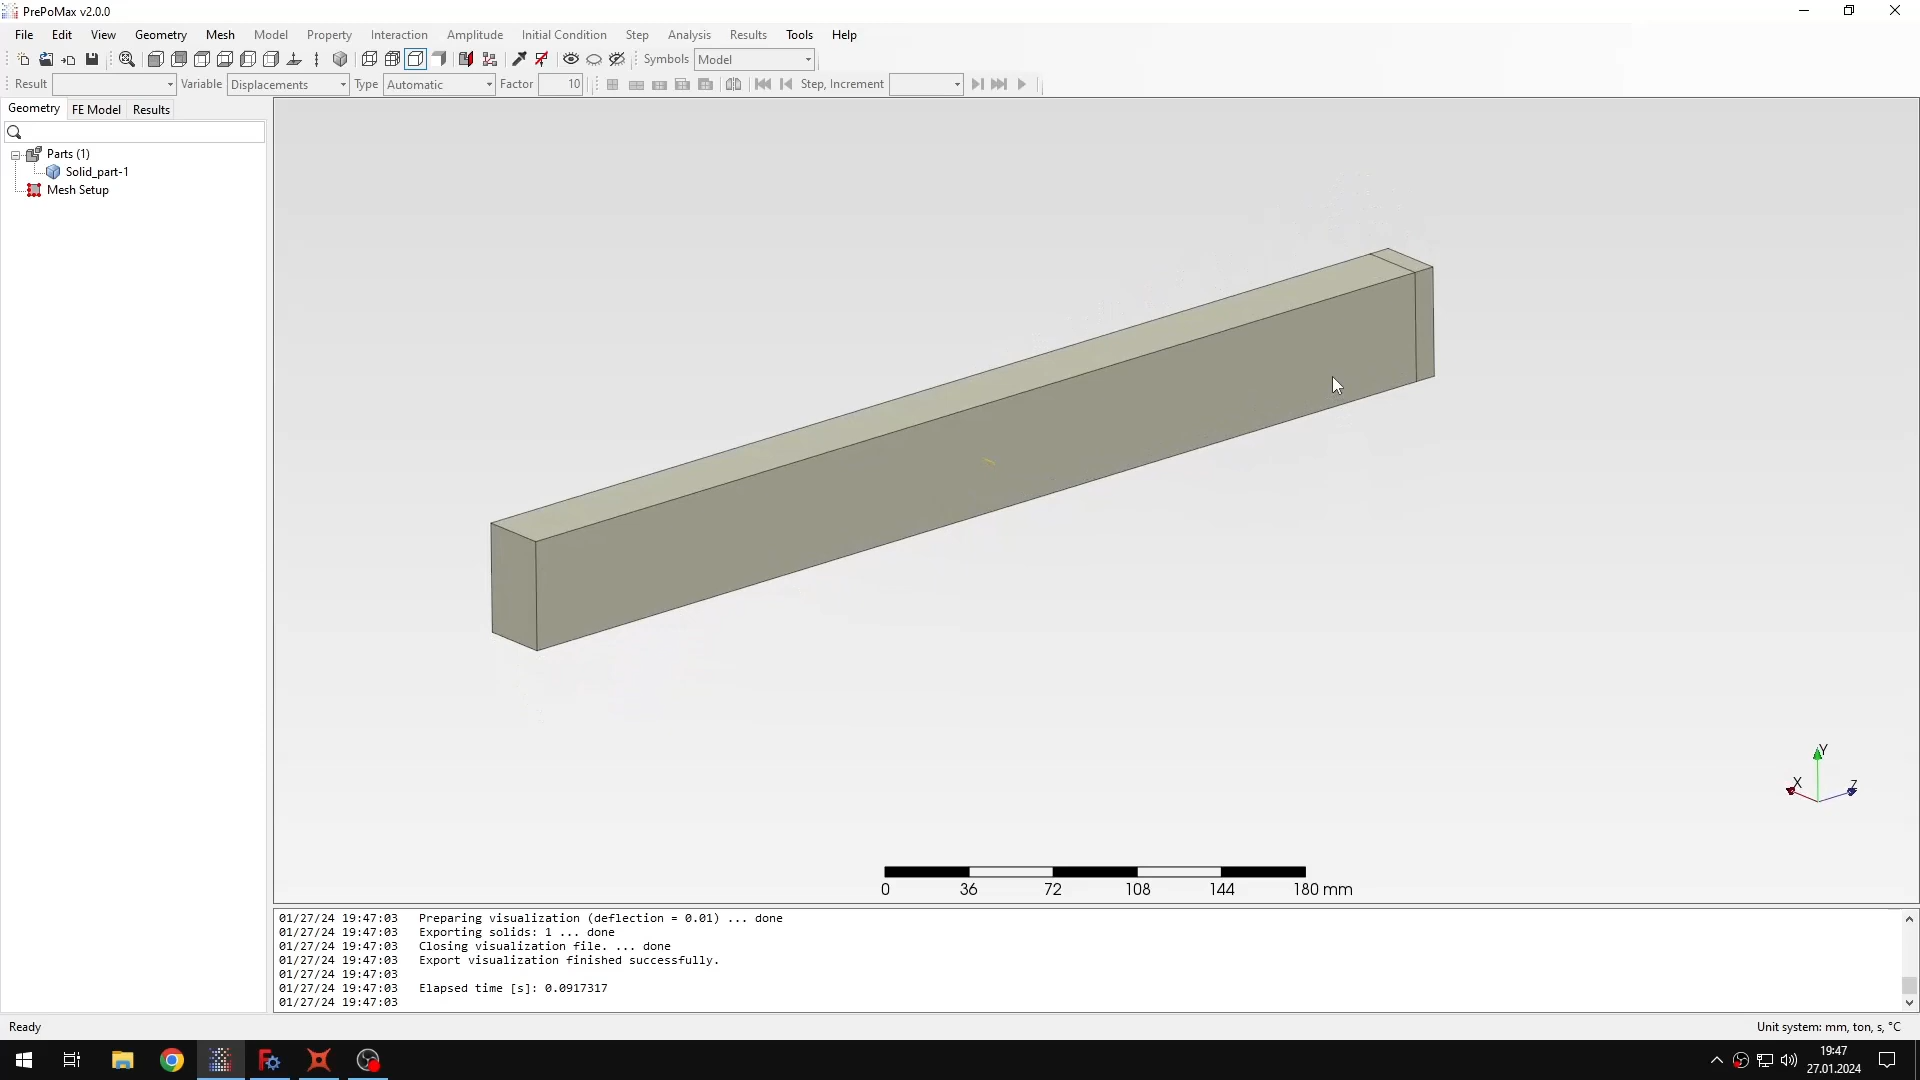 PrePoMax v2.0.0
File Edit View Geometry Mesh Model Property Interaction Amplitude Initial Condition Step Analysis Results Tools Help
Symbols Model
Result Variable Displacements Type Automatic Factor 10 Step, Increment
Geometry FE Model Results
Parts (1)
Solid_part-1
Mesh Setup
Y
X
Z
0 36 72 108 144 180 mm
01/27/24 19:47:03 Preparing visualization (deflection = 0.01) ... done
01/27/24 19:47:03 Exporting solids: 1 ... done
01/27/24 19:47:03 Closing visualization file. ... done
01/27/24 19:47:03 Export visualization finished successfully.
01/27/24 19:47:03
01/27/24 19:47:03 Elapsed time [s]: 0.0917317
01/27/24 19:47:03
Ready
Unit system: mm, ton, s, °C
19:47
27.01.2024